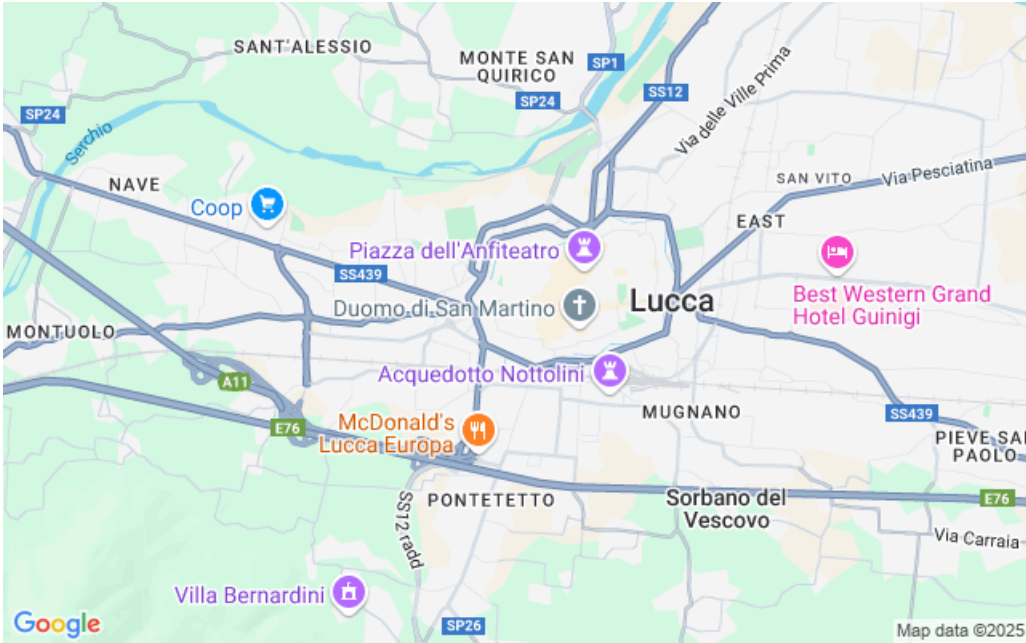 SANT'ALESSIO
MONTE SAN
QUIRICO
SP1
SP24
SS12
SP24
Serchio
Via delle Ville Prima
NAVE
SAN VITO
Via Pesciatina
Coop
EAST
Piazza dell'Anfiteatro
SS439
Duomo di San Martino
Lucca
Best Western Grand
Hotel Guinigi
MONTUOLO
A11
Acquedotto Nottolini
MUGNANO
SS439
McDonald's
Lucca Europa
E76
PIEVE SAN
PAOLO
PONTETETTO
Sorbano del
Vescovo
E76
SS12 radd
Via Carraia
Villa Bernardini
SP26
Google
Map data ©2025